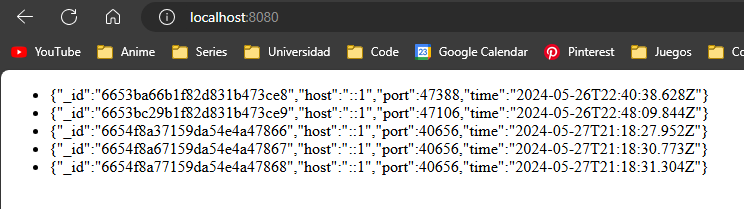 localhost:8080
YouTube Anime Series Universidad Code Google Calendar Pinterest Juegos Co
{"_id":"6653ba66b1f82d831b473ce8","host":"::1","port":47388,"time":"2024-05-26T22:40:38.628Z"}
{"_id":"6653bc29b1f82d831b473ce9","host":"::1","port":47106,"time":"2024-05-26T22:48:09.844Z"}
{"_id":"6654f8a37159da54e4a47866","host":"::1","port":40656,"time":"2024-05-27T21:18:27.952Z"}
{"_id":"6654f8a67159da54e4a47867","host":"::1","port":40656,"time":"2024-05-27T21:18:30.773Z"}
{"_id":"6654f8a77159da54e4a47868","host":"::1","port":40656,"time":"2024-05-27T21:18:31.304Z"}